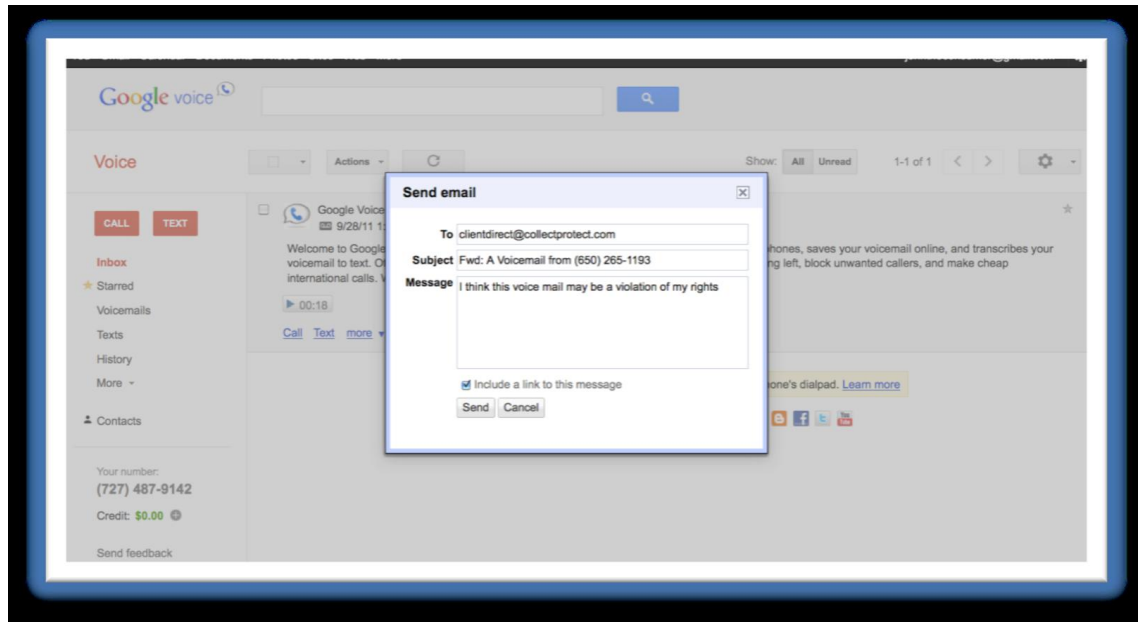 Google voice
Voice
Actions
Show: All Unread
1-1 of 1
CALL
TEXT
Inbox
Starred
Voicemails
Texts
History
More
Contacts
Your number:
(727) 487-9142
Credit: $0.00
Send feedback
Google Voice
9/28/11 1:
Welcome to Google
hones, saves your voicemail online, and transcribes your
voicemail to text. Of
ng left, block unwanted callers, and make cheap
international calls. W
00:18
Call Text more
one's dialpad. Learn more
You Tube
Send email
To clientdirect@collectprotect.com
Subject Fwd: A Voicemail from (650) 265-1193
Message I think this voice mail may be a violation of my rights
Include a link to this message
Send Cancel